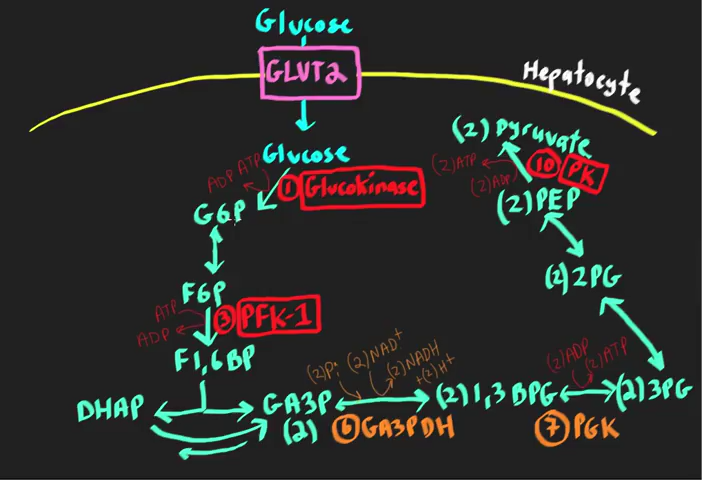 Glucose
GLUT2
Hepatocyte
Glucose
ATP
ADP
① Glucokinase
G6P
F6P
ATP
ADP
③ PFK-1
F1,6BP
DHAP
GA3P
(2)
(2)Pi
(2)NAD+
(2)NADH
+(2)H+
⑥ GA3PDH
(2)1,3 BPG
(2)ADP
(2)ATP
⑦ PGK
(2)3PG
(2)2PG
(2)PEP
(2)ADP
(2)ATP
⑩ PK
(2) Pyruvate